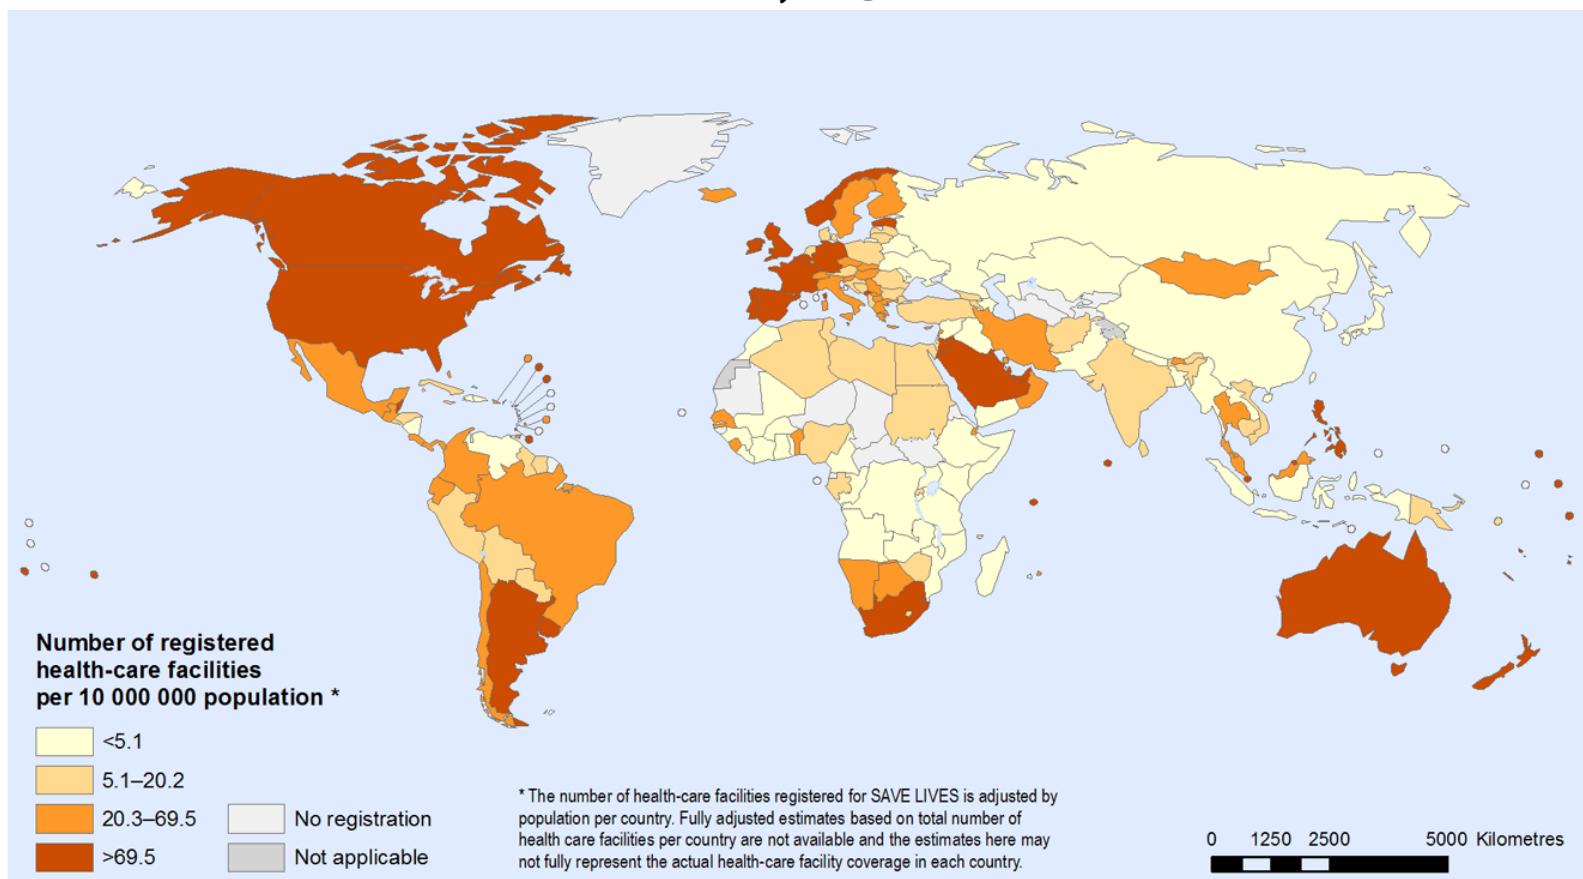 Number of registered
health-care facilities
per 10 000 000 population *
<5.1
5.1–20.2
20.3–69.5
>69.5
No registration
Not applicable
* The number of health-care facilities registered for SAVE LIVES is adjusted by
population per country. Fully adjusted estimates based on total number of
health care facilities per country are not available and the estimates here may
not fully represent the actual health-care facility coverage in each country.
0 1250 2500 5000 Kilometres